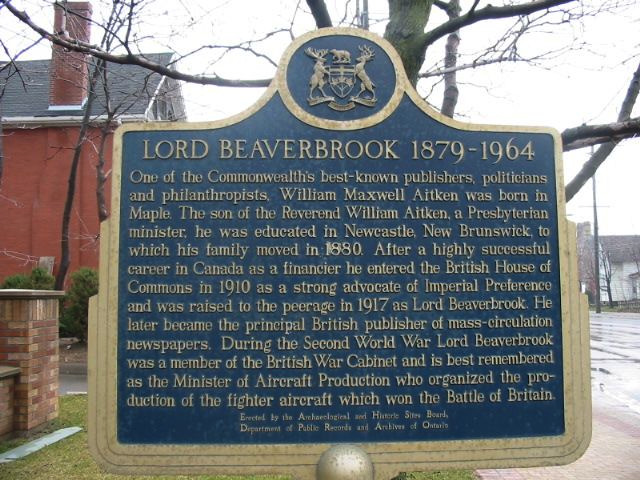 LORD BEAVERBROOK 1879-1964
One of the Commonwealth's best-known publishers, politicians
and philanthropists, William Maxwell Aitken was born in
Maple. The son of the Reverend William Aitken, a Presbyterian
minister, he was educated in Newcastle, New Brunswick, to
which his family moved in 1880. After a highly successful
career in Canada as a financier he entered the British House of
Commons in 1910 as a strong advocate of Imperial Preference
and was raised to the peerage in 1917 as Lord Beaverbrook. He
later became the principal British publisher of mass-circulation
newspapers. During the Second World War Lord Beaverbrook
was a member of the British War Cabinet and is best remembered
as the Minister of Aircraft Production who organized the pro-
duction of the fighter aircraft which won the Battle of Britain.
Erected by the Archaeological and Historic Sites Board,
Department of Public Records and Archives of Ontario